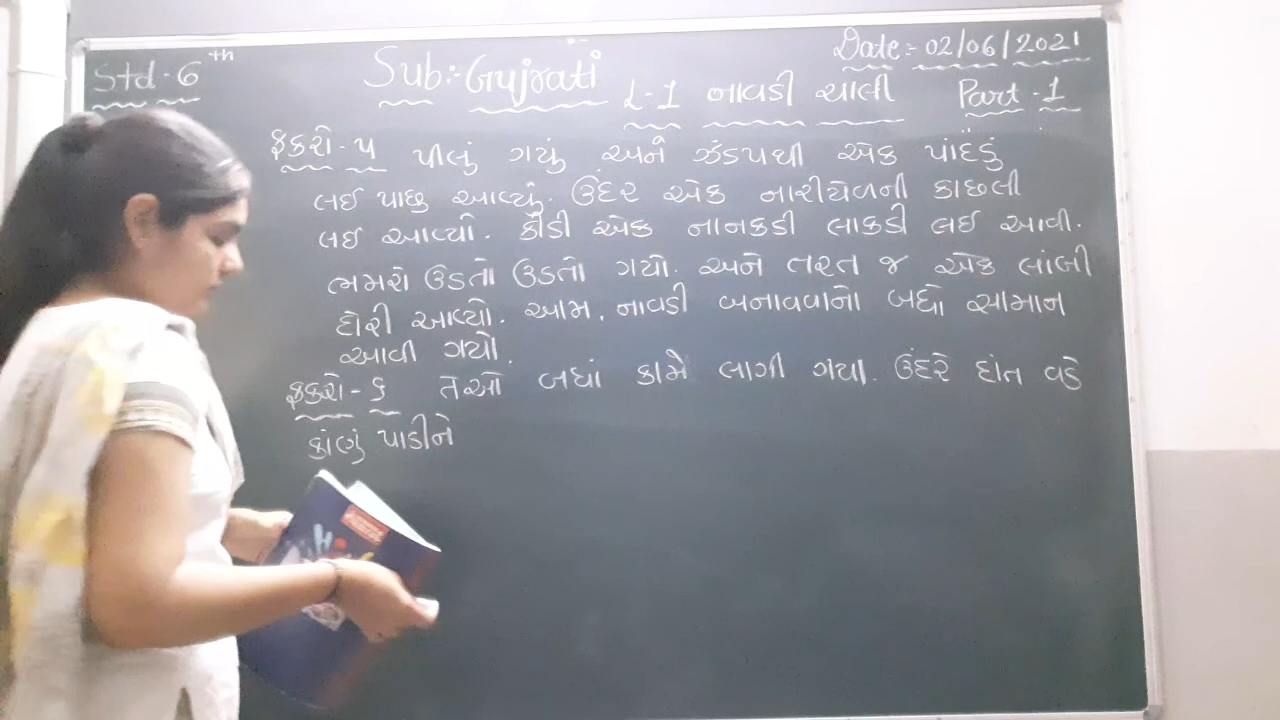 Std - 6th
Sub:- Gujrati
Date:- 02/06/2021
L-1 નાવડી ચાલી
Part - 1
ફકરો - ૫ પીલું ગયું અને ઝડપથી એક પાંદડું
લઈ પાછુ આવ્યું. ઉંદર એક નારીયેળની કાછલી
લઈ આવ્યો. કીડી એક નાનકડી લાકડી લઈ આવી.
ભમરો ઉડતો ઉડતો ગયો. અને તરત જ એક લાંબી
દોરી આવ્યો. આમ, નાવડી બનાવવાનો બધો સામાન
આવી ગયો.
ફકરો - ૬ તેઓ બધાં કામે લાગી ગયા. ઉંદરે દાંત વડે
કાંણું પાડીને